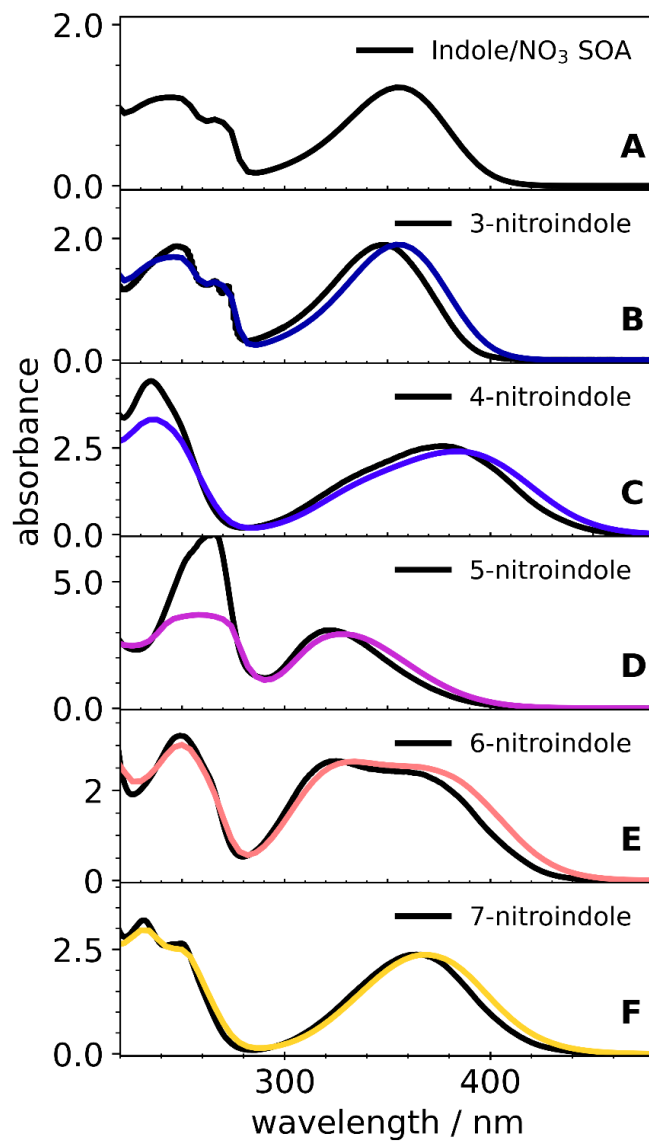 2.0
Indole/NO₃ SOA
A
0.0
3-nitroindole
2.0
B
0.0
4-nitroindole
2.5
C
0.0
5-nitroindole
5.0
D
0.0
6-nitroindole
2
E
0
7-nitroindole
2.5
F
0.0
300 400
wavelength / nm
absorbance